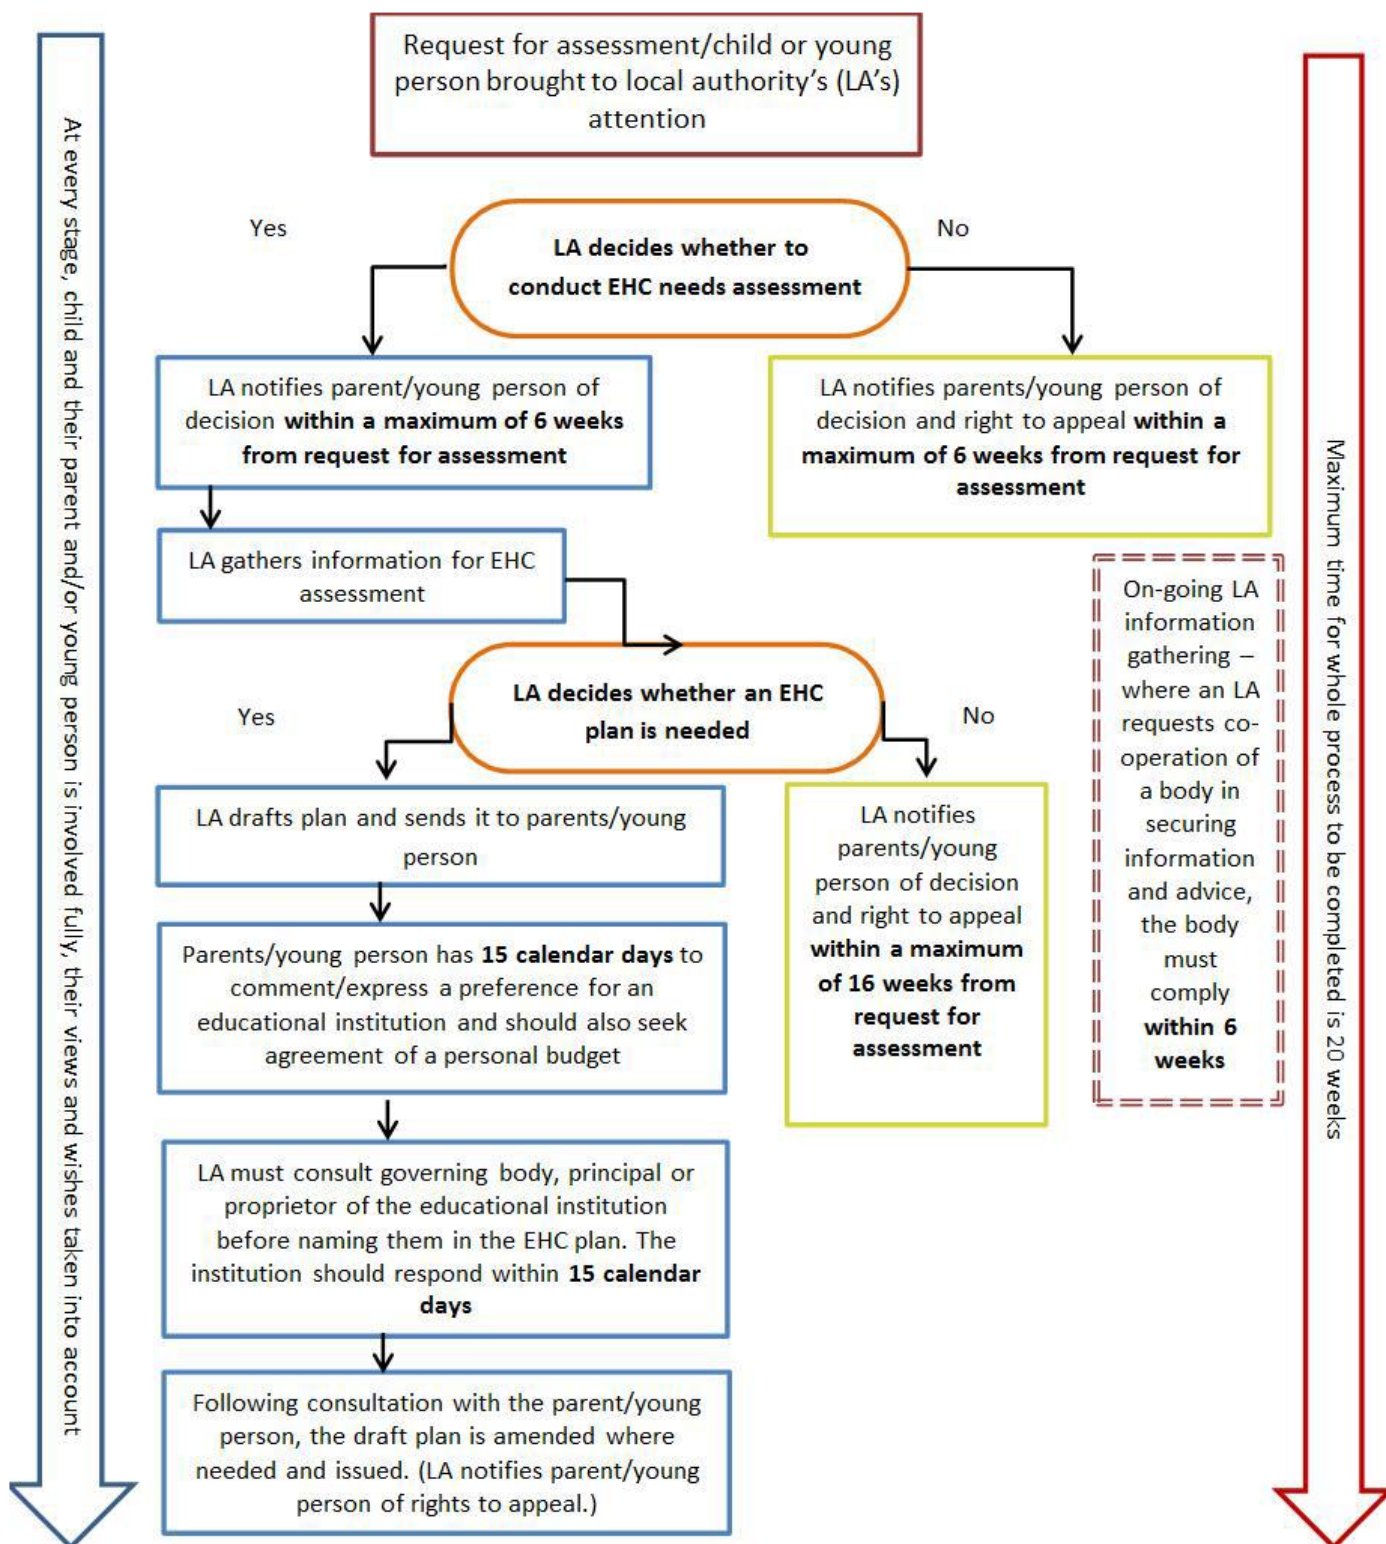 Request for assessment/child or young
person brought to local authority's (LA's)
attention
Yes
No
LA decides whether to
conduct EHC needs assessment
LA notifies parent/young person of
decision within a maximum of 6 weeks
from request for assessment
LA notifies parents/young person of
decision and right to appeal within a
maximum of 6 weeks from request for
assessment
LA gathers information for EHC
assessment
On-going LA
information
gathering –
where an LA
requests co-
operation of
a body in
securing
information
and advice,
the body
must
comply
within 6
weeks
LA decides whether an EHC
plan is needed
Yes
No
LA drafts plan and sends it to parents/young
person
LA notifies
parents/young
person of decision
and right to appeal
within a maximum
of 16 weeks from
request for
assessment
Parents/young person has 15 calendar days to
comment/express a preference for an
educational institution and should also seek
agreement of a personal budget
LA must consult governing body, principal or
proprietor of the educational institution
before naming them in the EHC plan. The
institution should respond within 15 calendar
days
Following consultation with the parent/young
person, the draft plan is amended where
needed and issued. (LA notifies parent/young
person of rights to appeal.)
At every stage, child and their parent and/or young person is involved fully, their views and wishes taken into account
Maximum time for whole process to be completed is 20 weeks